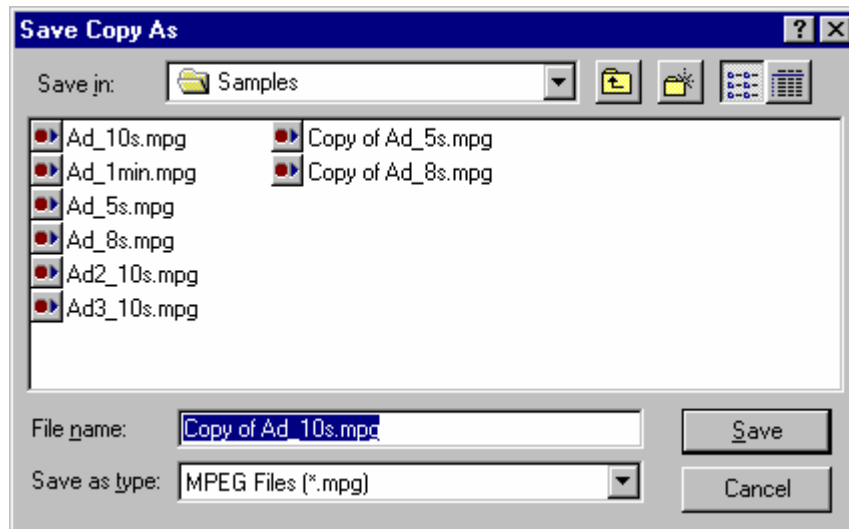 Save Copy As
Save in: Samples
Ad_10s.mpg Copy of Ad_5s.mpg
Ad_1min.mpg Copy of Ad_8s.mpg
Ad_5s.mpg
Ad_8s.mpg
Ad2_10s.mpg
Ad3_10s.mpg
File name: Copy of Ad_10s.mpg Save
Save as type: MPEG Files (*.mpg) Cancel